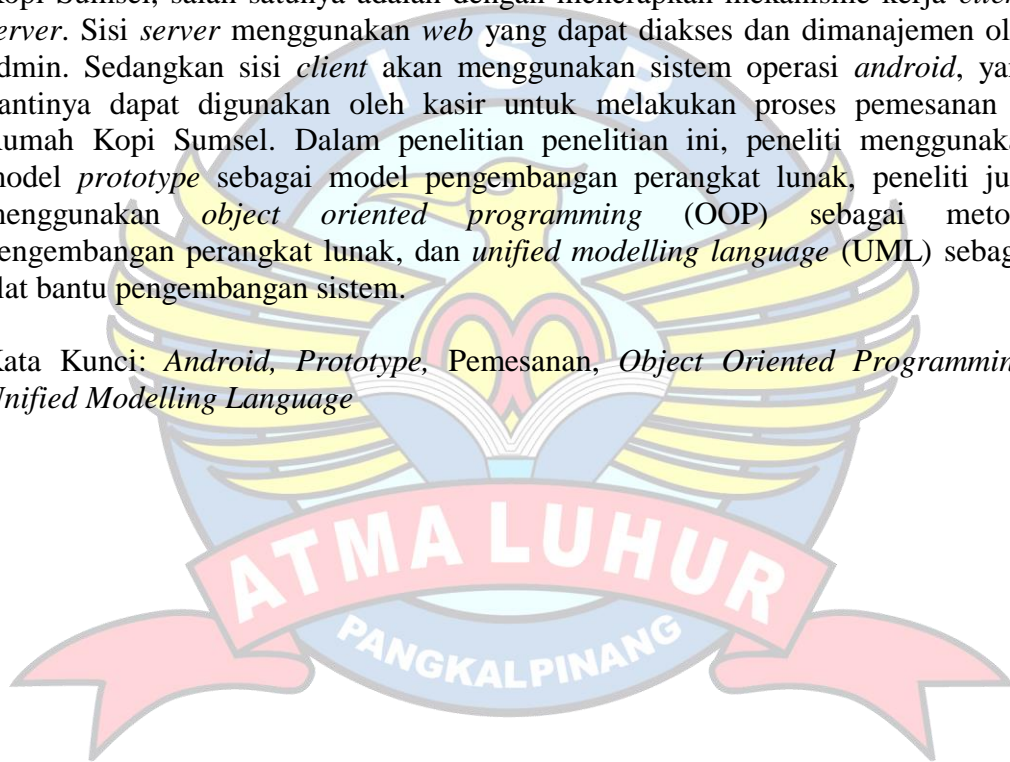 Kopi Sumsel, salah satunya adalah dengan menerapkan mekanisme kerja client
server. Sisi server menggunakan web yang dapat diakses dan dimanajemen ol
admin. Sedangkan sisi client akan menggunakan sistem operasi android, yan
nantinya dapat digunakan oleh kasir untuk melakukan proses pemesanan
Rumah Kopi Sumsel. Dalam penelitian penelitian ini, peneliti menggunaka
model prototype sebagai model pengembangan perangkat lunak, peneliti ju
menggunakan object oriented programming (OOP) sebagai meto
pengembangan perangkat lunak, dan unified modelling language (UML) sebag
alat bantu pengembangan sistem.
Kata Kunci: Android, Prototype, Pemesanan, Object Oriented Programmin
Unified Modelling Language
I S B
ATMA LUHUR
PANGKALPINANG